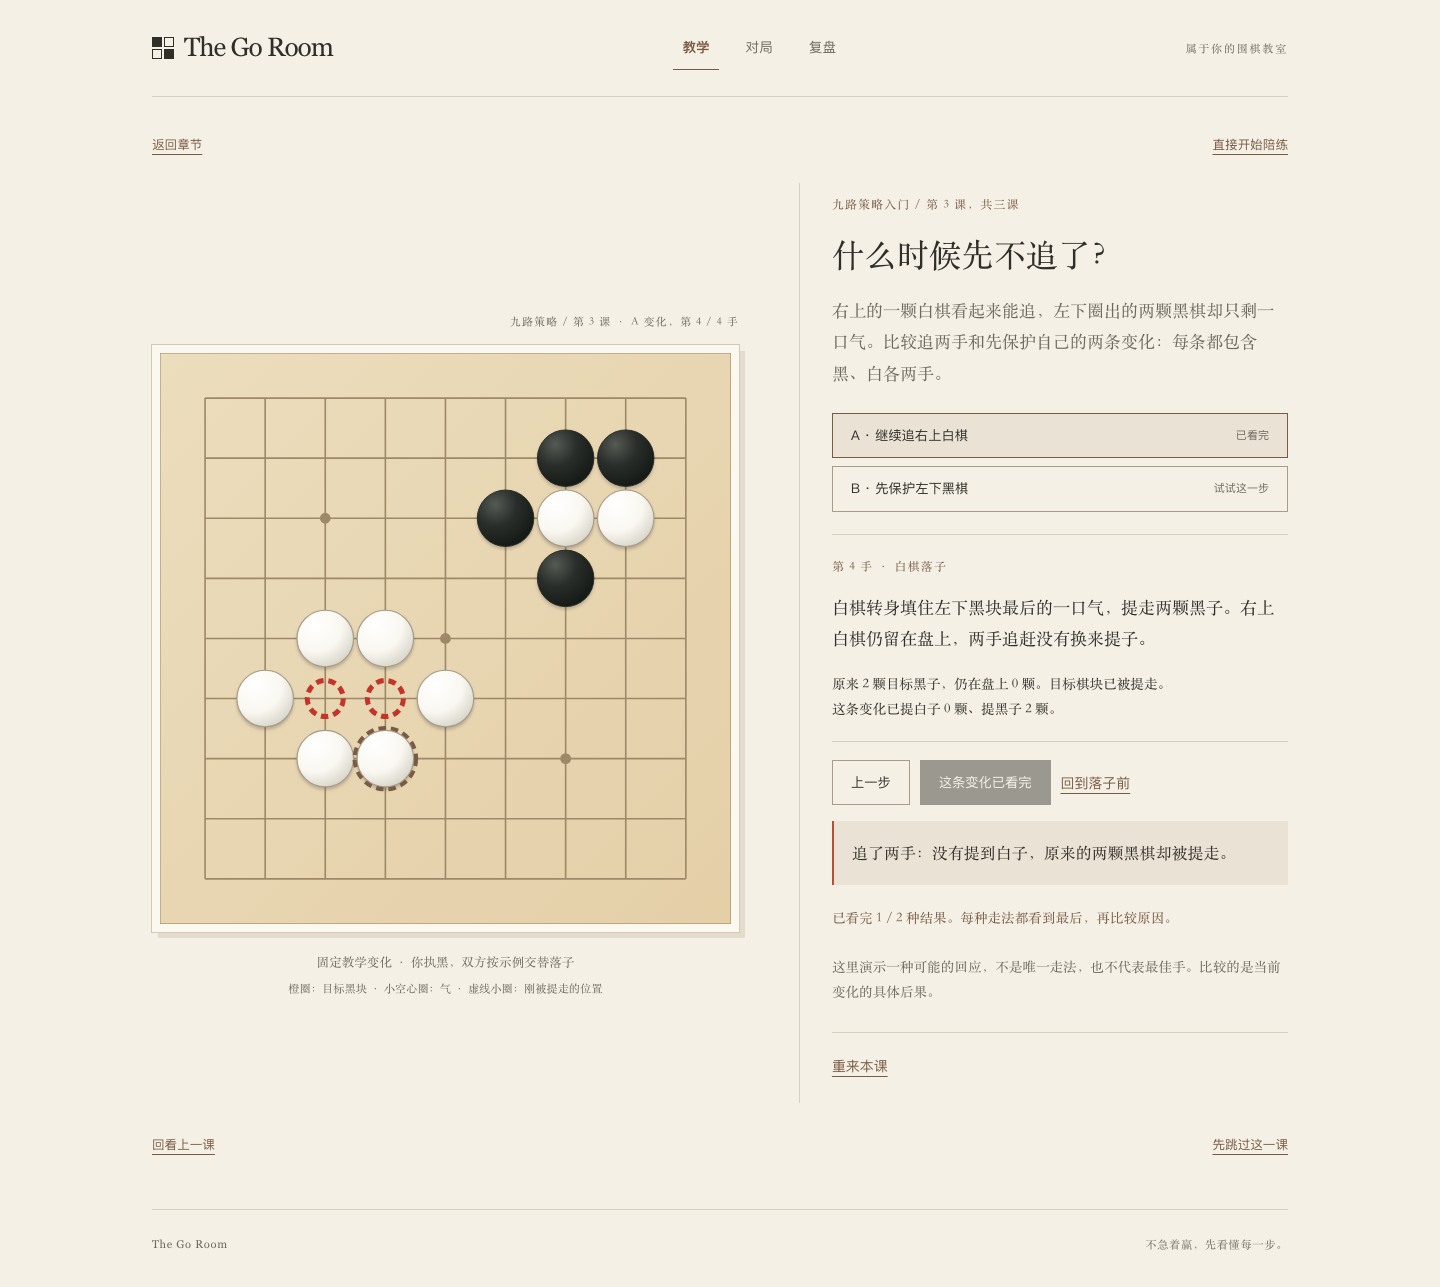 The Go Room
教学
对局
复盘
属于你的围棋教室
返回章节
直接开始陪练
九路策略 / 第 3 课 · A 变化，第 4 / 4 手
固定教学变化 · 你执黑，双方按示例交替落子
橙圈：目标黑块 · 小空心圈：气 · 虚线小圈：刚被提走的位置
九路策略入门 / 第 3 课，共三课
什么时候先不追了？
右上的一颗白棋看起来能追，左下圈出的两颗黑棋却只剩一
口气。比较追两手和先保护自己的两条变化：每条都包含
黑、白各两手。
A · 继续追右上白棋
已看完
B · 先保护左下黑棋
试试这一步
第 4 手 · 白棋落子
白棋转身填住左下黑块最后的一口气，提走两颗黑子。右上
白棋仍留在盘上，两手追赶没有换来提子。
原来 2 颗目标黑子，仍在盘上 0 颗。目标棋块已被提走。
这条变化已提白子 0 颗、提黑子 2 颗。
上一步
这条变化已看完
回到落子前
追了两手：没有提到白子，原来的两颗黑棋却被提走。
已看完 1 / 2 种结果。每种走法都看到最后，再比较原因。
这里演示一种可能的回应，不是唯一走法，也不代表最佳手。比较的是当前
变化的具体后果。
重来本课
回看上一课
先跳过这一课
The Go Room
不急着赢，先看懂每一步。